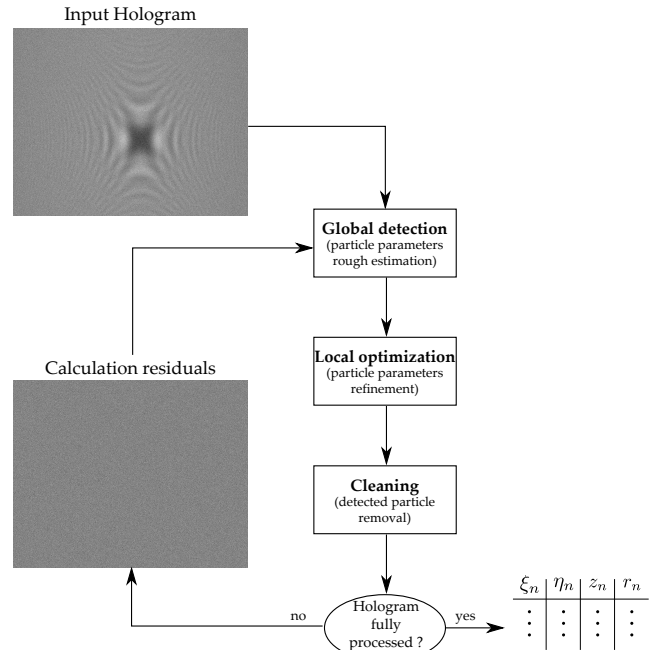 Input Hologram
Global detection
(particle parameters
rough estimation)
Local optimization
(particle parameters
refinement)
Calculation residuals
Cleaning
(detected particle
removal)
Hologram
fully
processed ?
no
yes
ξn ηn zn rn
⋮ ⋮ ⋮ ⋮